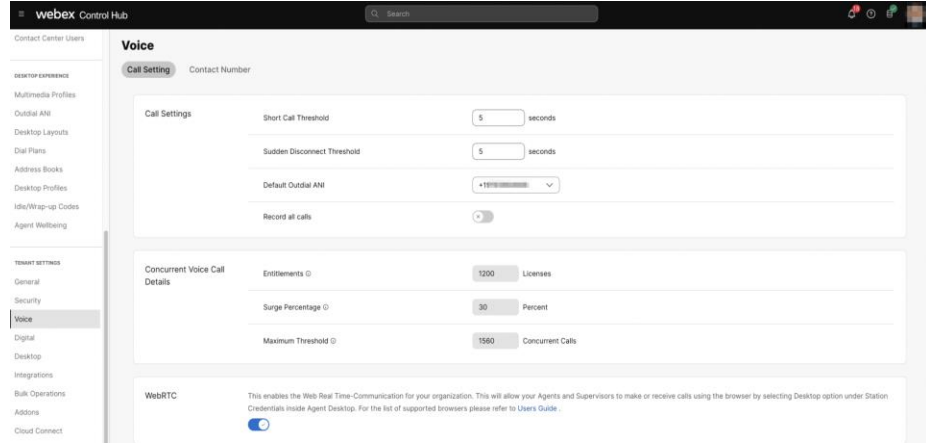 webex Control Hub
Search
Contact Center Users
DESKTOP EXPERIENCE
Multimedia Profiles
Outdial ANI
Desktop Layouts
Dial Plans
Address Books
Desktop Profiles
Idle/Wrap-up Codes
Agent Wellbeing
TENANT SETTINGS
General
Security
Voice
Digital
Desktop
Integrations
Bulk Operations
Addons
Cloud Connect
Voice
Call Setting Contact Number
Call Settings
Short Call Threshold 5 seconds
Sudden Disconnect Threshold 5 seconds
Default Outdial ANI
Record all calls
Concurrent Voice Call
Details
Entitlements 1200 Licenses
Surge Percentage 30 Percent
Maximum Threshold 1560 Concurrent Calls
WebRTC
This enables the Web Real Time-Communication for your organization. This will allow your Agents and Supervisors to make or receive calls using the browser by selecting Desktop option under Station
Credentials inside Agent Desktop. For the list of supported browsers please refer to Users Guide .